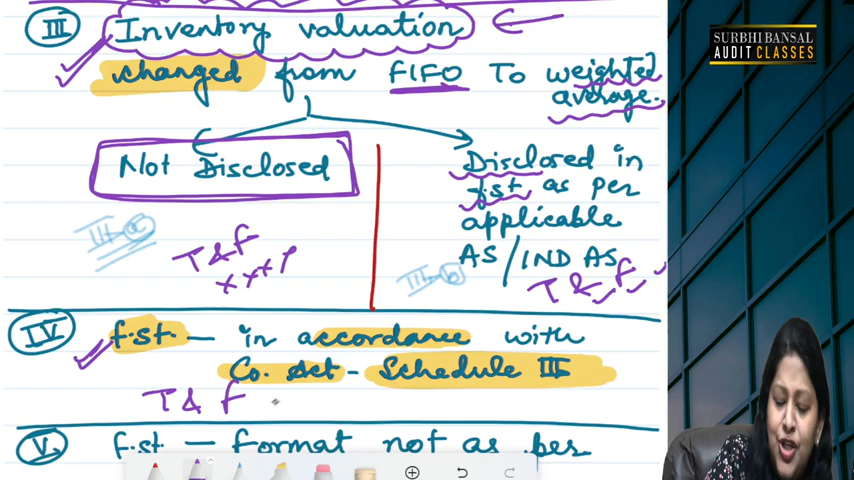 III Inventory valuation
changed from FIFO To weighted average.
Not Disclosed
Disclosed in
f.st. as per
applicable
AS/IND AS
III-a
T & F
III-b
T & F
IV f.st. — in accordance with
Co. Act - Schedule III
T & F
V f.st. — format not as per
SURBHI BANSAL
AUDIT CLASSES